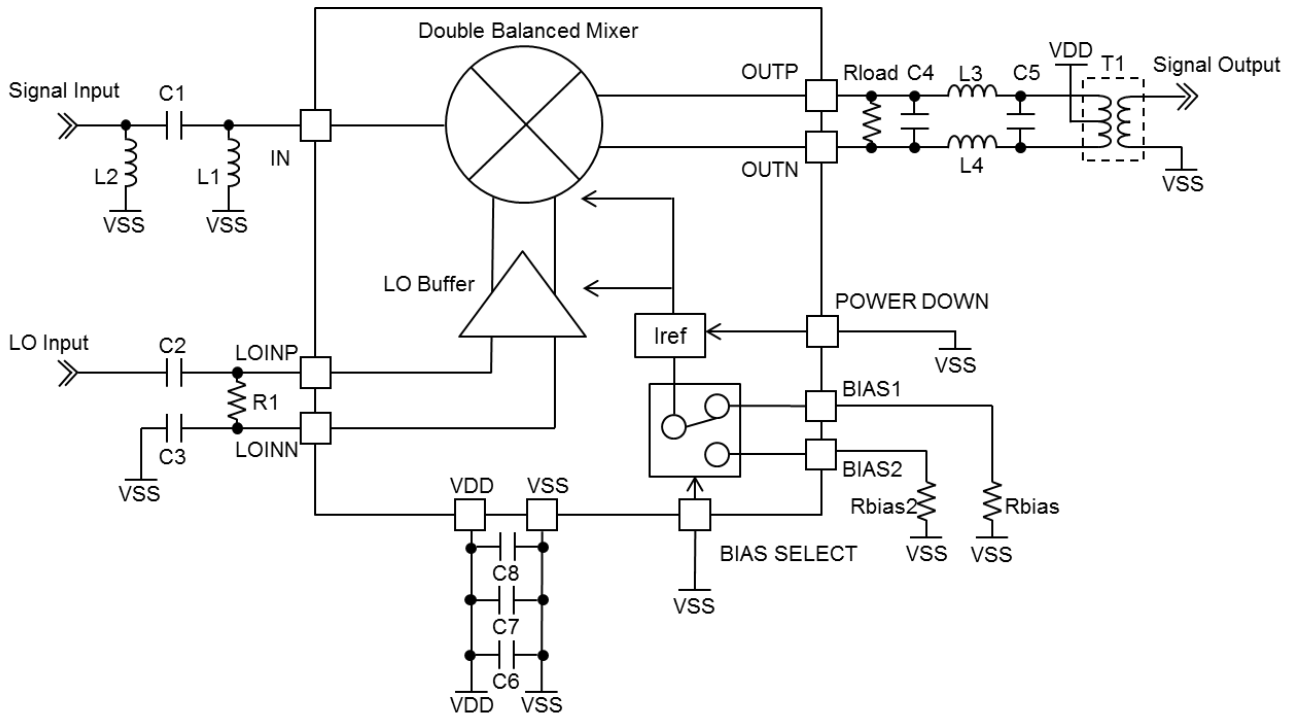 Double Balanced Mixer
Signal Input
C1
IN
L2
L1
VSS
VSS
OUTP
OUTN
Rload
C4
L3
C5
L4
VDD
T1
Signal Output
VSS
LO Buffer
Iref
POWER DOWN
VSS
LO Input
C2
LOINP
R1
LOINN
C3
VSS
BIAS1
BIAS2
Rbias2
Rbias
VSS
VSS
VDD
VSS
C8
C7
C6
VDD
VSS
BIAS SELECT
VSS